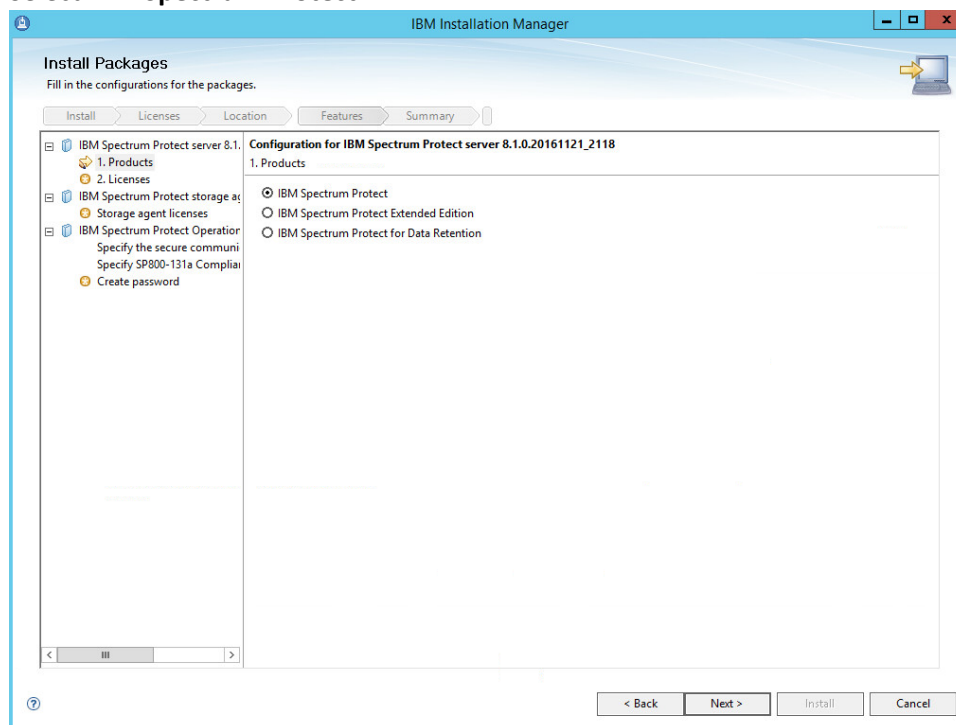 IBM Installation Manager
Install Packages
Fill in the configurations for the packages.
Install Licenses Location Features Summary
IBM Spectrum Protect server 8.1.
1. Products
2. Licenses
IBM Spectrum Protect storage ag
Storage agent licenses
IBM Spectrum Protect Operation
Specify the secure communi
Specify SP800-131a Complian
Create password
Configuration for IBM Spectrum Protect server 8.1.0.20161121_2118
1. Products
IBM Spectrum Protect
IBM Spectrum Protect Extended Edition
IBM Spectrum Protect for Data Retention
< Back Next > Install Cancel